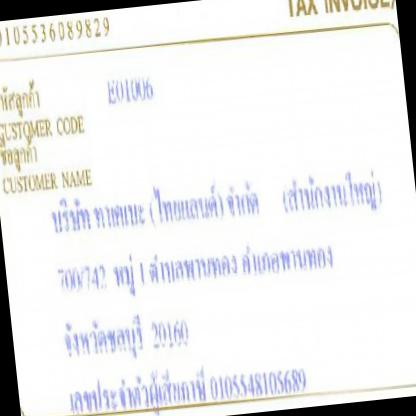 TAX INVOICE/
0105536089829
รหัสลูกค้า E01006
CUSTOMER CODE
ชื่อลูกค้า
CUSTOMER NAME
บริษัท ทานตนะ (ไทยแลนด์) จำกัด (สำนักงานใหญ่)
700/742 หมู่ 1 ตำบลพานทอง อำเภอพานทอง
จังหวัดชลบุรี 20160
เลขประจำตัวผู้เสียภาษี 0105548105689